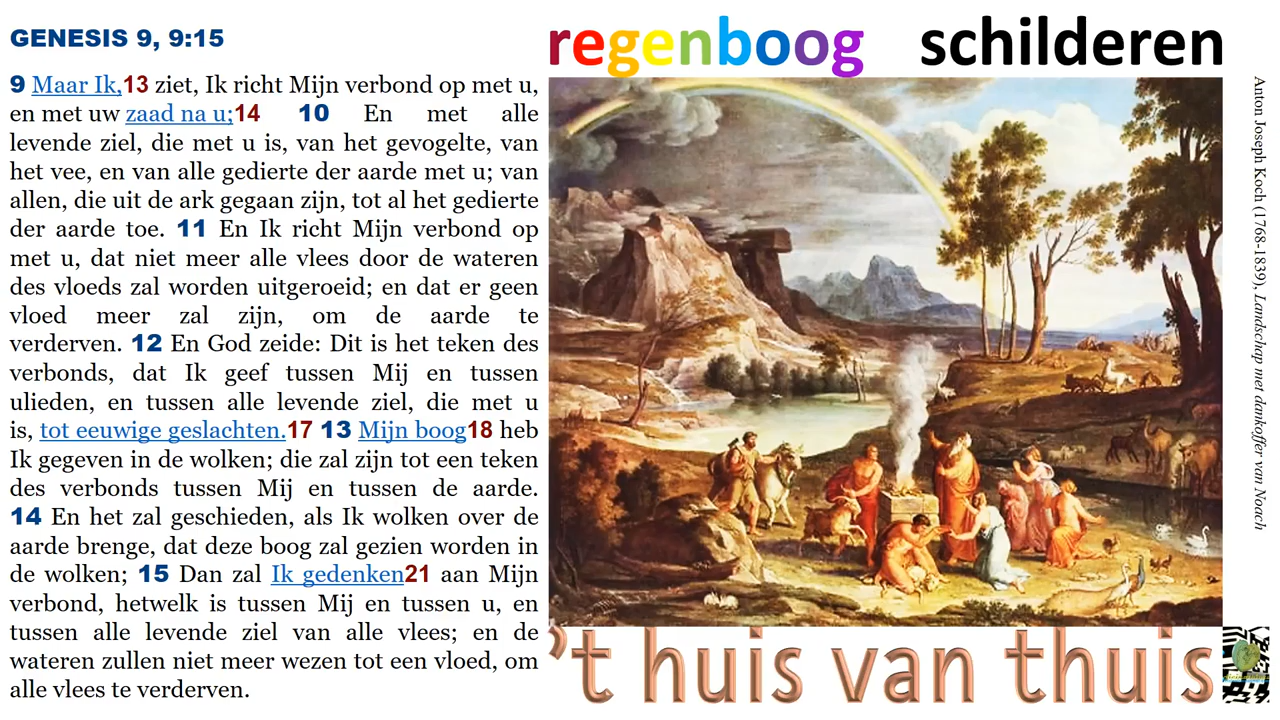 GENESIS 9, 9:15
9 Maar Ik,13 ziet, Ik richt Mijn verbond op met u,
en met uw zaad na u;14 10 En met alle
levende ziel, die met u is, van het gevogelte, van
het vee, en van alle gedierte der aarde met u; van
allen, die uit de ark gegaan zijn, tot al het gedierte
der aarde toe. 11 En Ik richt Mijn verbond op
met u, dat niet meer alle vlees door de wateren
des vloeds zal worden uitgeroeid; en dat er geen
vloed meer zal zijn, om de aarde te
verderven. 12 En God zeide: Dit is het teken des
verbonds, dat Ik geef tussen Mij en tussen
ulieden, en tussen alle levende ziel, die met u
is, tot eeuwige geslachten.17 13 Mijn boog18 heb
Ik gegeven in de wolken; die zal zijn tot een teken
des verbonds tussen Mij en tussen de aarde.
14 En het zal geschieden, als Ik wolken over de
aarde brenge, dat deze boog zal gezien worden in
de wolken; 15 Dan zal Ik gedenken21 aan Mijn
verbond, hetwelk is tussen Mij en tussen u, en
tussen alle levende ziel van alle vlees; en de
wateren zullen niet meer wezen tot een vloed, om
alle vlees te verderven.
regenboog schilderen
Anton Joseph Koch (1768-1839), Landschap met dankoffer van Noach
’t huis van thuis